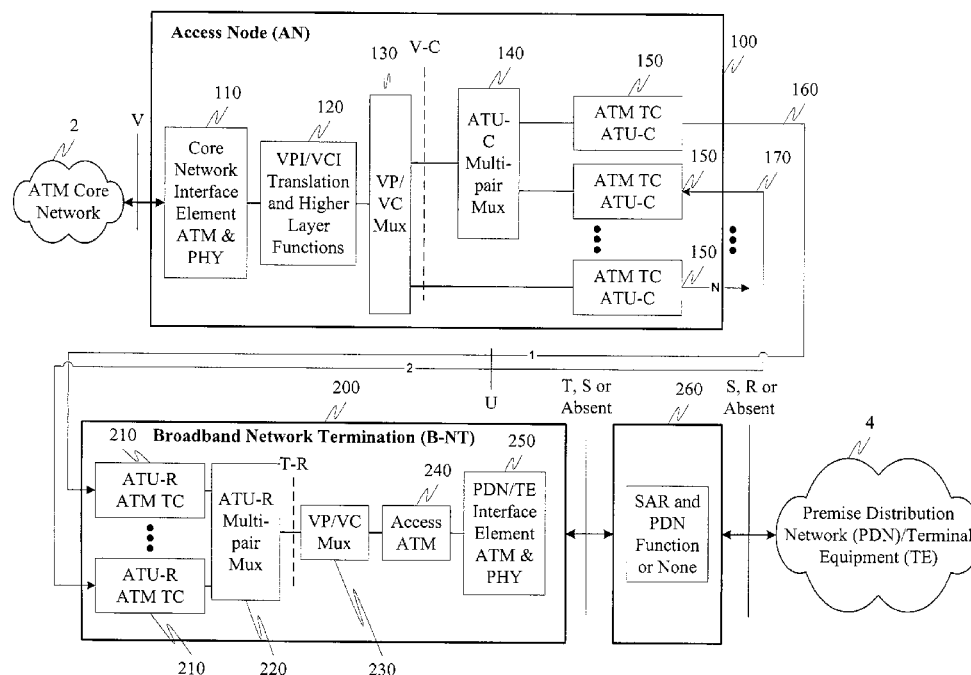 Access Node (AN)
V-C
130
140
150
100
160
110
120
2
V
Core
Network
Interface
Element
ATM &
PHY
VPI/VCI
Translation
and Higher
Layer
Functions
VP/
VC Mux
ATU-
C
Multi-
pair
Mux
ATM TC
ATU-C
150
170
ATM TC
ATU-C
150
ATM TC
ATU-C
N
ATM Core
Network
1
2
U
200
T, S or
Absent
260
S, R or
Absent
4
Broadband Network Termination (B-NT)
210
T-R
250
240
ATU-R
ATM TC
ATU-R
Multi-
pair
Mux
VP/VC
Mux
Access
ATM
PDN/TE
Interface
Element
ATM &
PHY
ATU-R
ATM TC
SAR and
PDN
Function
or None
Premise Distribution
Network (PDN)/Terminal
Equipment (TE)
210
220
230